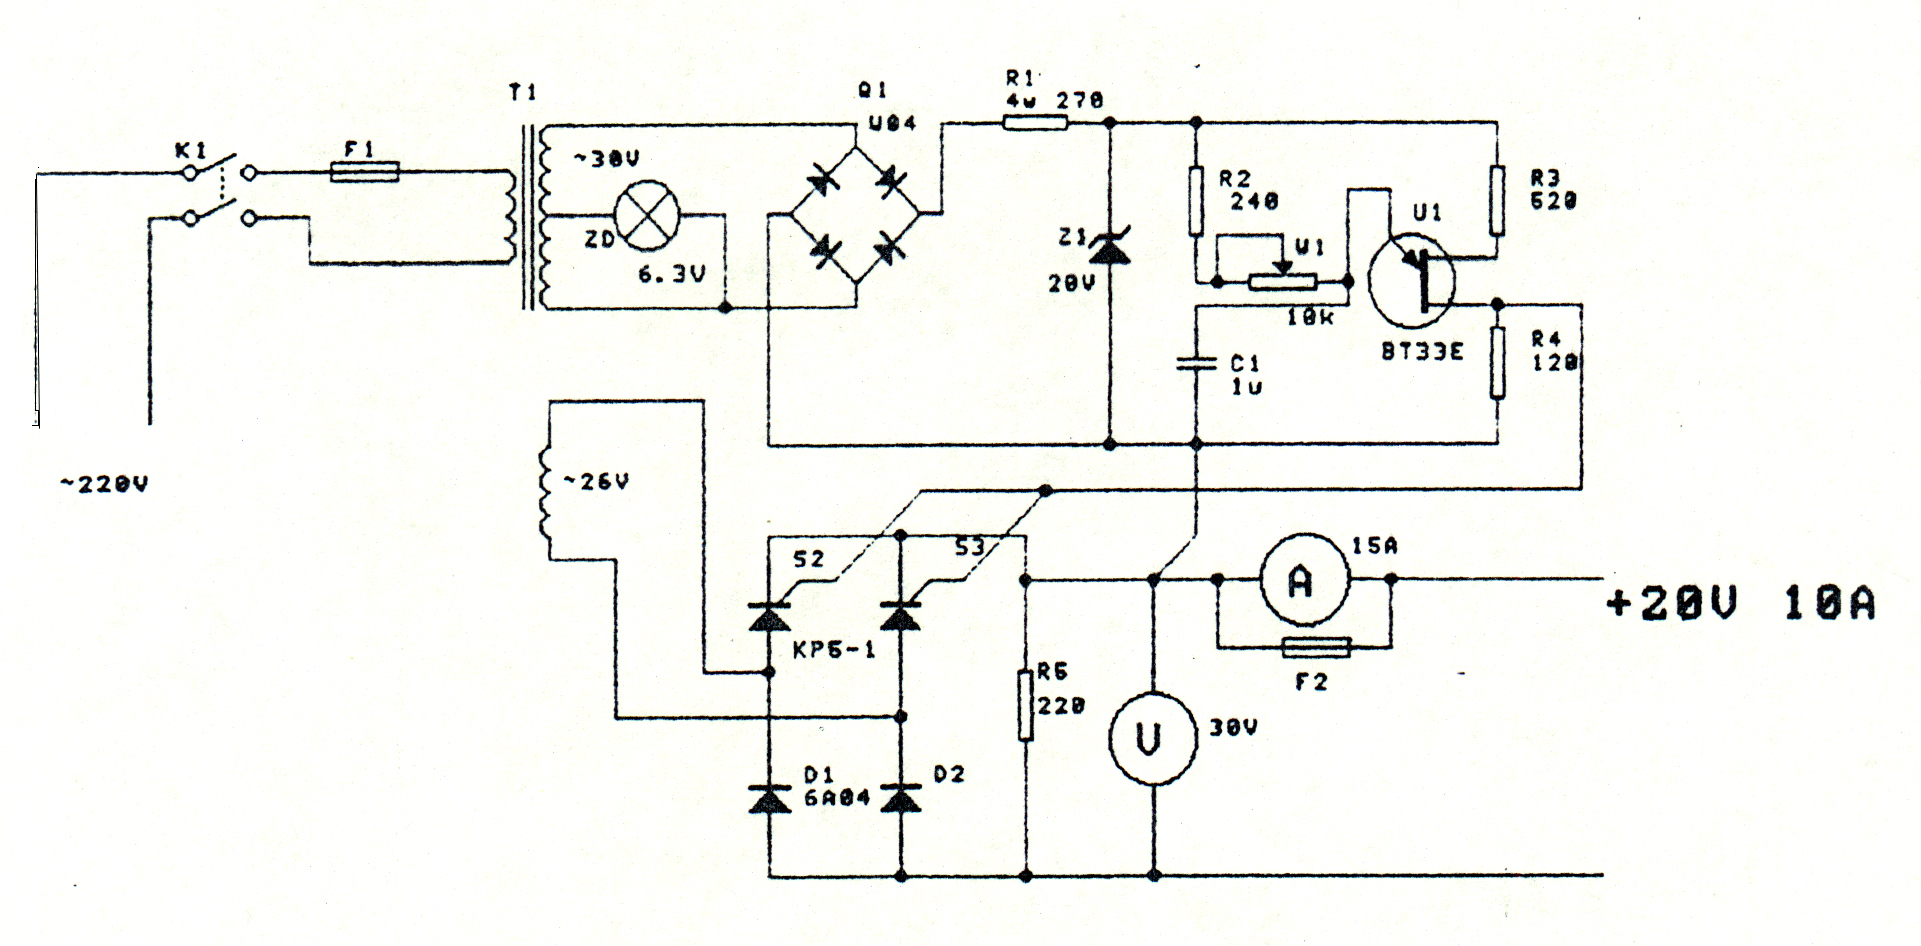 T1
Q1
W04
R1
4w 270
K1
F1
~30V
ZD
6.3V
Z1
20V
R2
240
W1
10k
U1
BT33E
R3
520
R4
120
C1
1u
~220V
~26V
S2
S3
KP5-1
15A
A
+20V 10A
F2
R5
220
V
30V
D1
6A04
D2